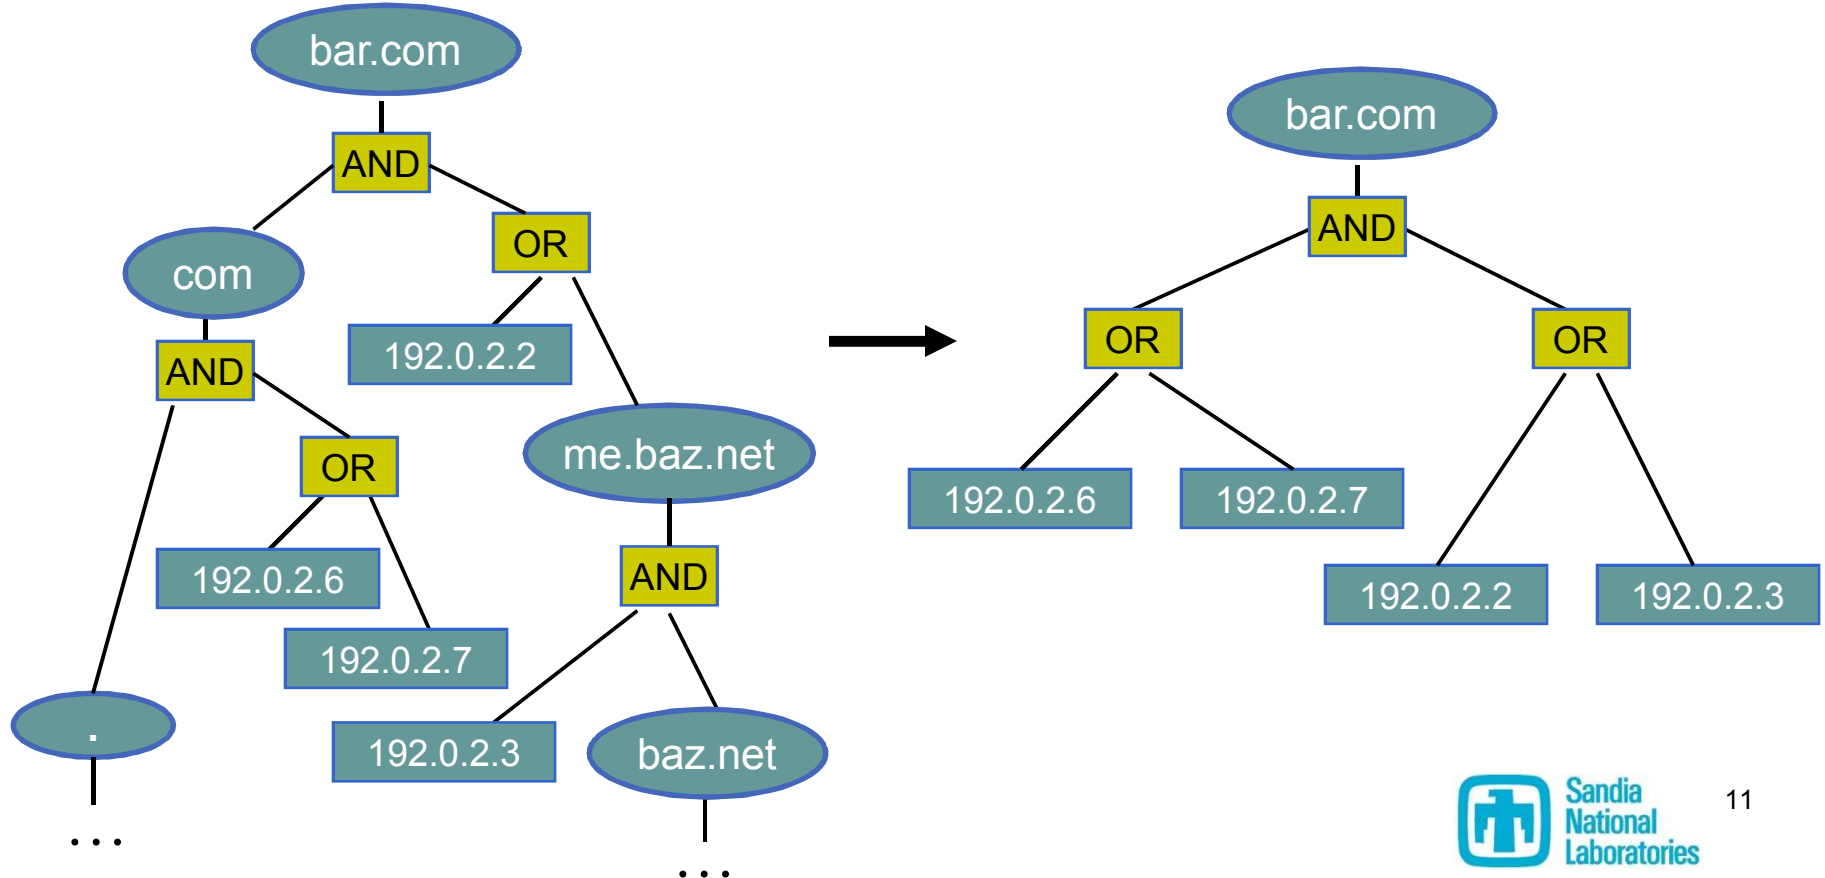 bar.com
AND
OR
com
192.0.2.2
AND
me.baz.net
OR
192.0.2.6
AND
192.0.2.7
.
192.0.2.3
baz.net
...
...
bar.com
AND
OR
OR
192.0.2.6
192.0.2.7
192.0.2.2
192.0.2.3
Sandia
National
Laboratories
11